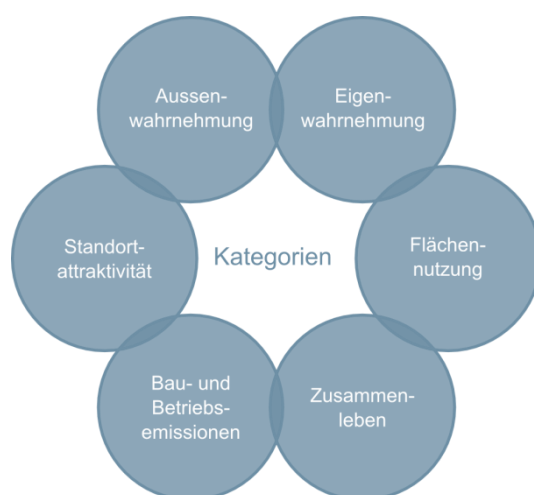 Aussen-
wahrnehmung
Eigen-
wahrnehmung
Standort-
attraktivität
Kategorien
Flächen-
nutzung
Bau- und
Betriebs-
emissionen
Zusammen-
leben